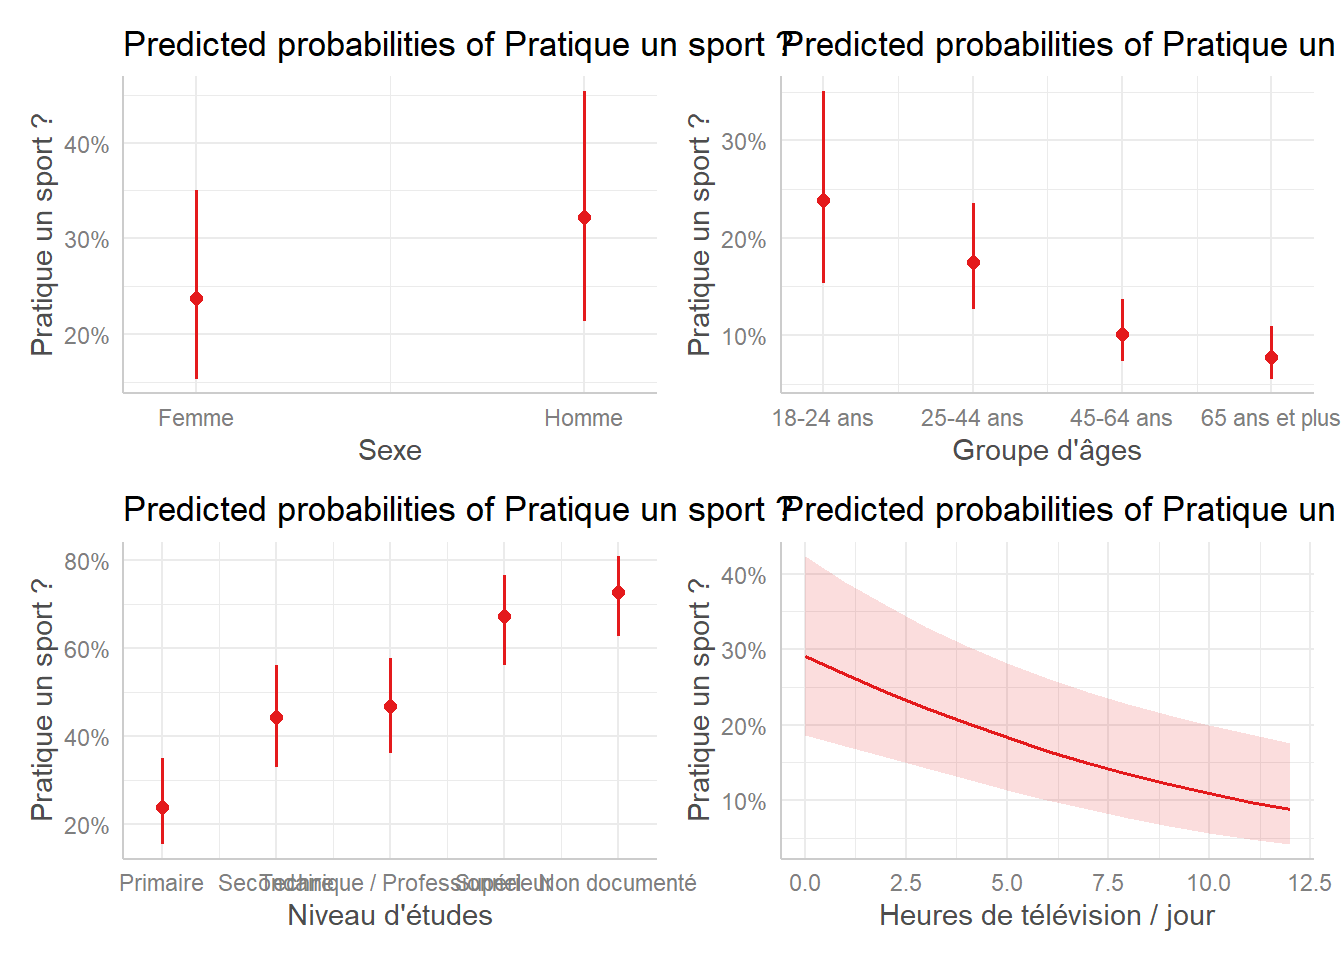 Predicted probabilities of Pratique un sport ?
Pratique un sport ?
40%
30%
20%
Femme Homme
Sexe
Predicted probabilities of Pratique un
Pratique un sport ?
30%
20%
10%
18-24 ans 25-44 ans 45-64 ans 65 ans et plus
Groupe d'âges
Predicted probabilities of Pratique un sport ?
Pratique un sport ?
80%
60%
40%
20%
Primaire Secondaire Technique / Professionnel Supérieur Non documenté
Niveau d'études
Predicted probabilities of Pratique un
Pratique un sport ?
40%
30%
20%
10%
0.0 2.5 5.0 7.5 10.0 12.5
Heures de télévision / jour